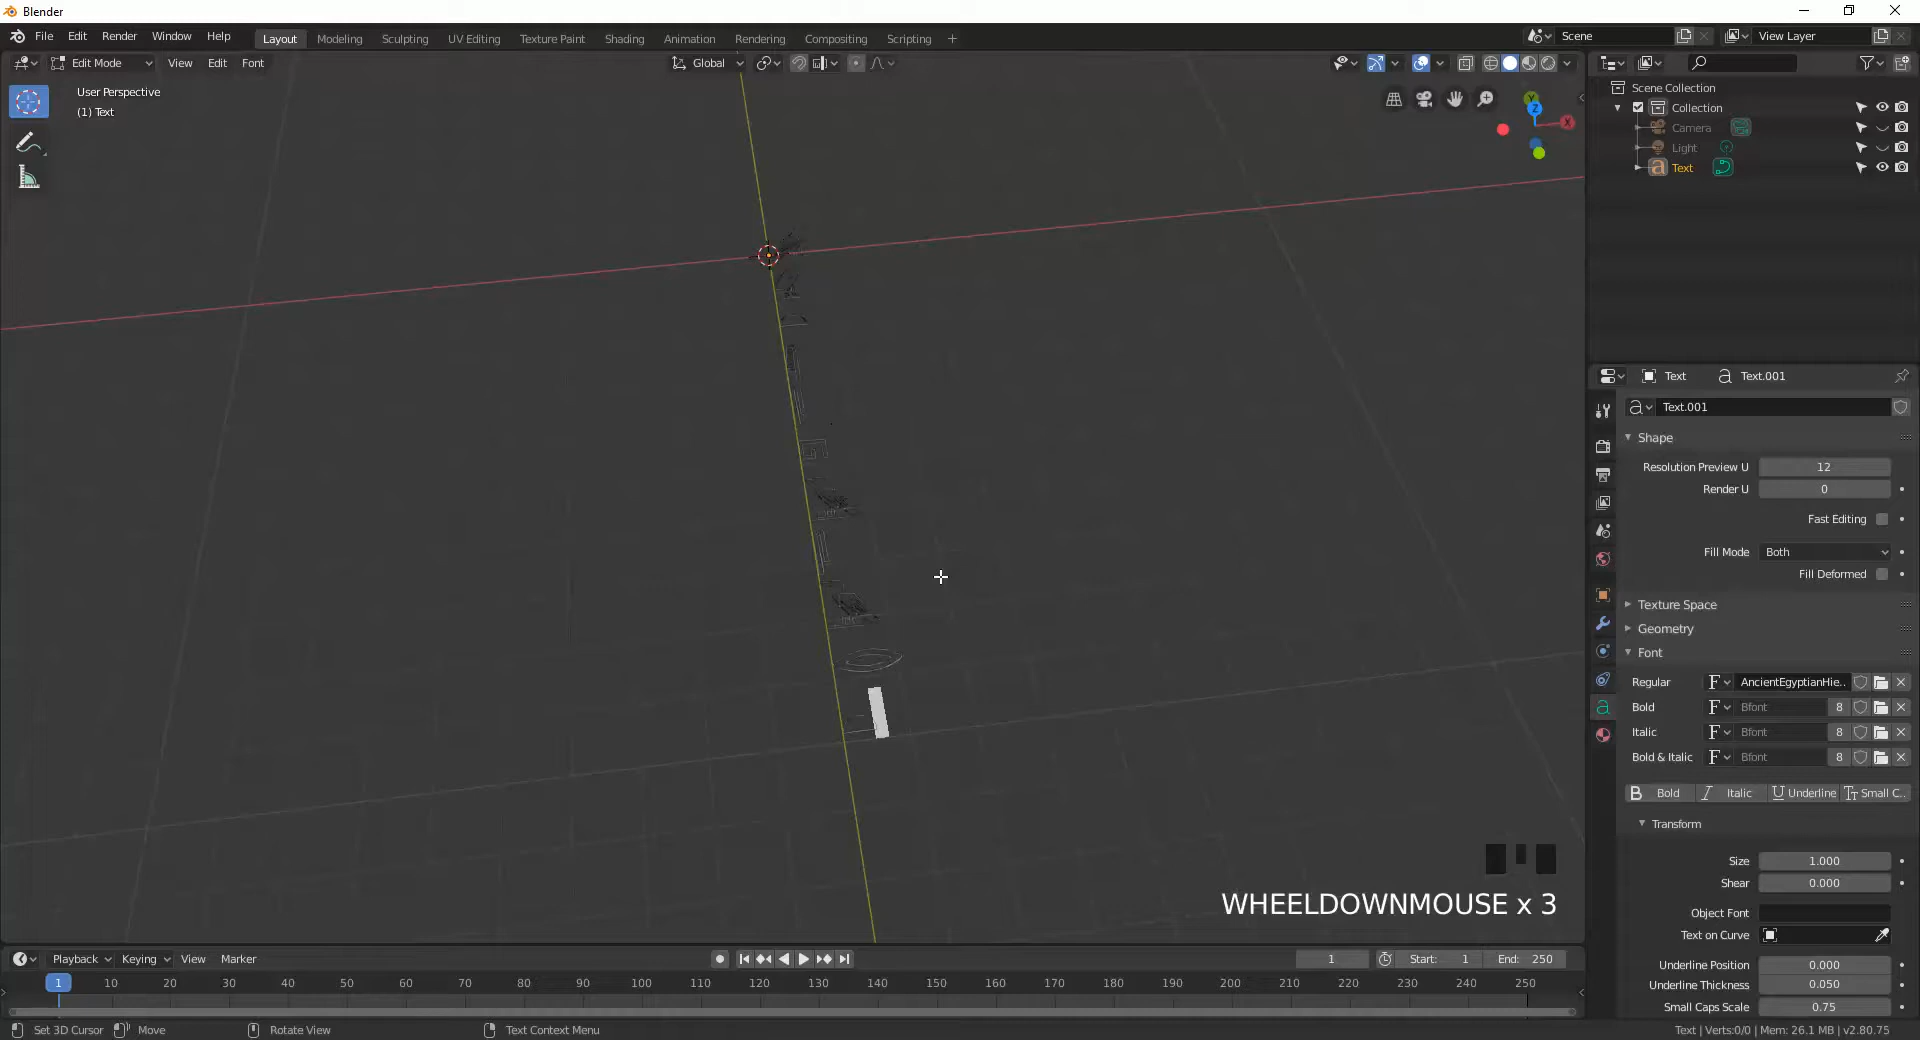 Blender
File Edit Render Window Help Layout Modeling Sculpting UV Editing Texture Paint Shading Animation Rendering Compositing Scripting + Scene View Layer
Edit Mode View Edit Font Global
User Perspective
(1) Text
Scene Collection
Collection
Camera
Light
Text
Text Text.001
Text.001
Shape
Resolution Preview U 12
Render U 0
Fast Editing
Fill Mode Both
Fill Deformed
Texture Space
Geometry
Font
Regular AncientEgyptianHie..
Bold Bfont 8
Italic Bfont 8
Bold & Italic Bfont 8
B Bold I Italic U Underline Tт Small C..
Transform
Size 1.000
Shear 0.000
Object Font
Text on Curve
Underline Position 0.000
Underline Thickness 0.050
Small Caps Scale 0.75
WHEELDOWNMOUSE x 3
Playback Keying View Marker 1 Start: 1 End: 250
1 10 20 30 40 50 60 70 80 90 100 110 120 130 140 150 160 170 180 190 200 210 220 230 240 250
Set 3D Cursor Move Rotate View Text Context Menu Text | Verts:0/0 | Mem: 26.1 MB | v2.80.75